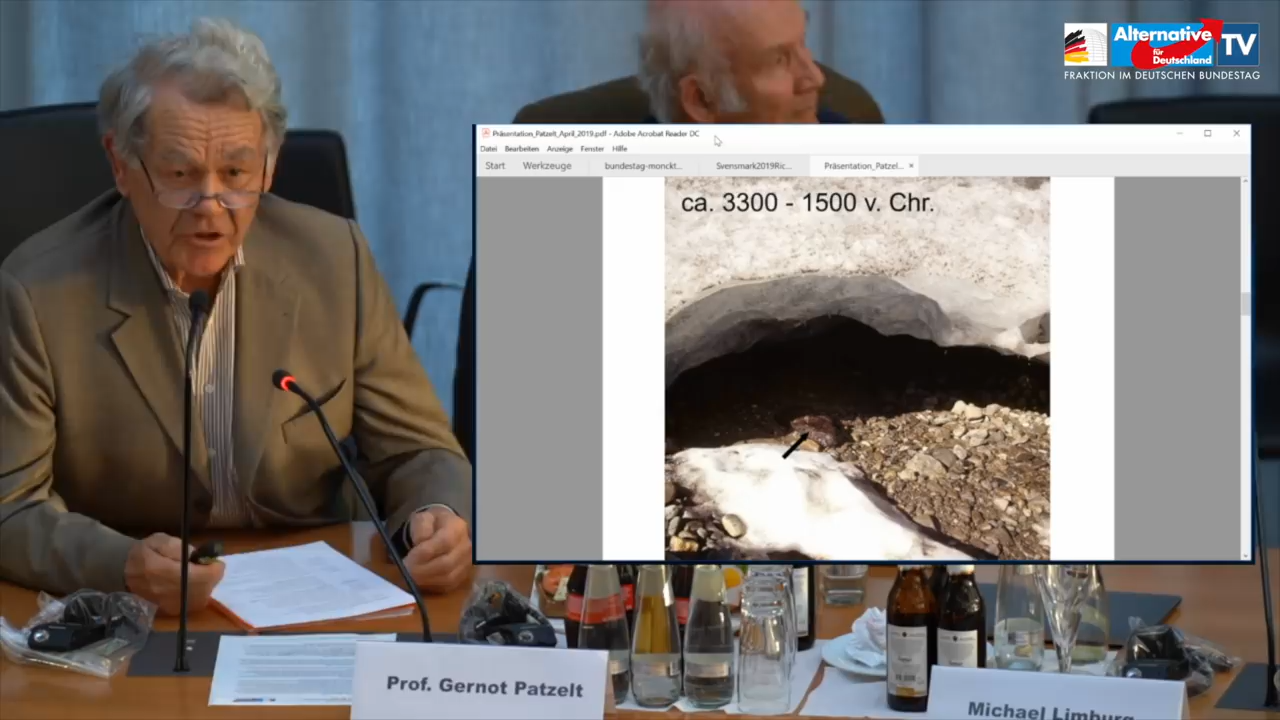 Alternative
für
Deutschland
TV
FRAKTION IM DEUTSCHEN BUNDESTAG
Präsentation_Patzelt_April_2019.pdf - Adobe Acrobat Reader DC
Datei Bearbeiten Anzeige Fenster Hilfe
Start Werkzeuge bundestag-monckt... Svensmark2019Ric... Präsentation_Patzel... ×
ca. 3300 - 1500 v. Chr.
Prof. Gernot Patzelt
Michael Limburg